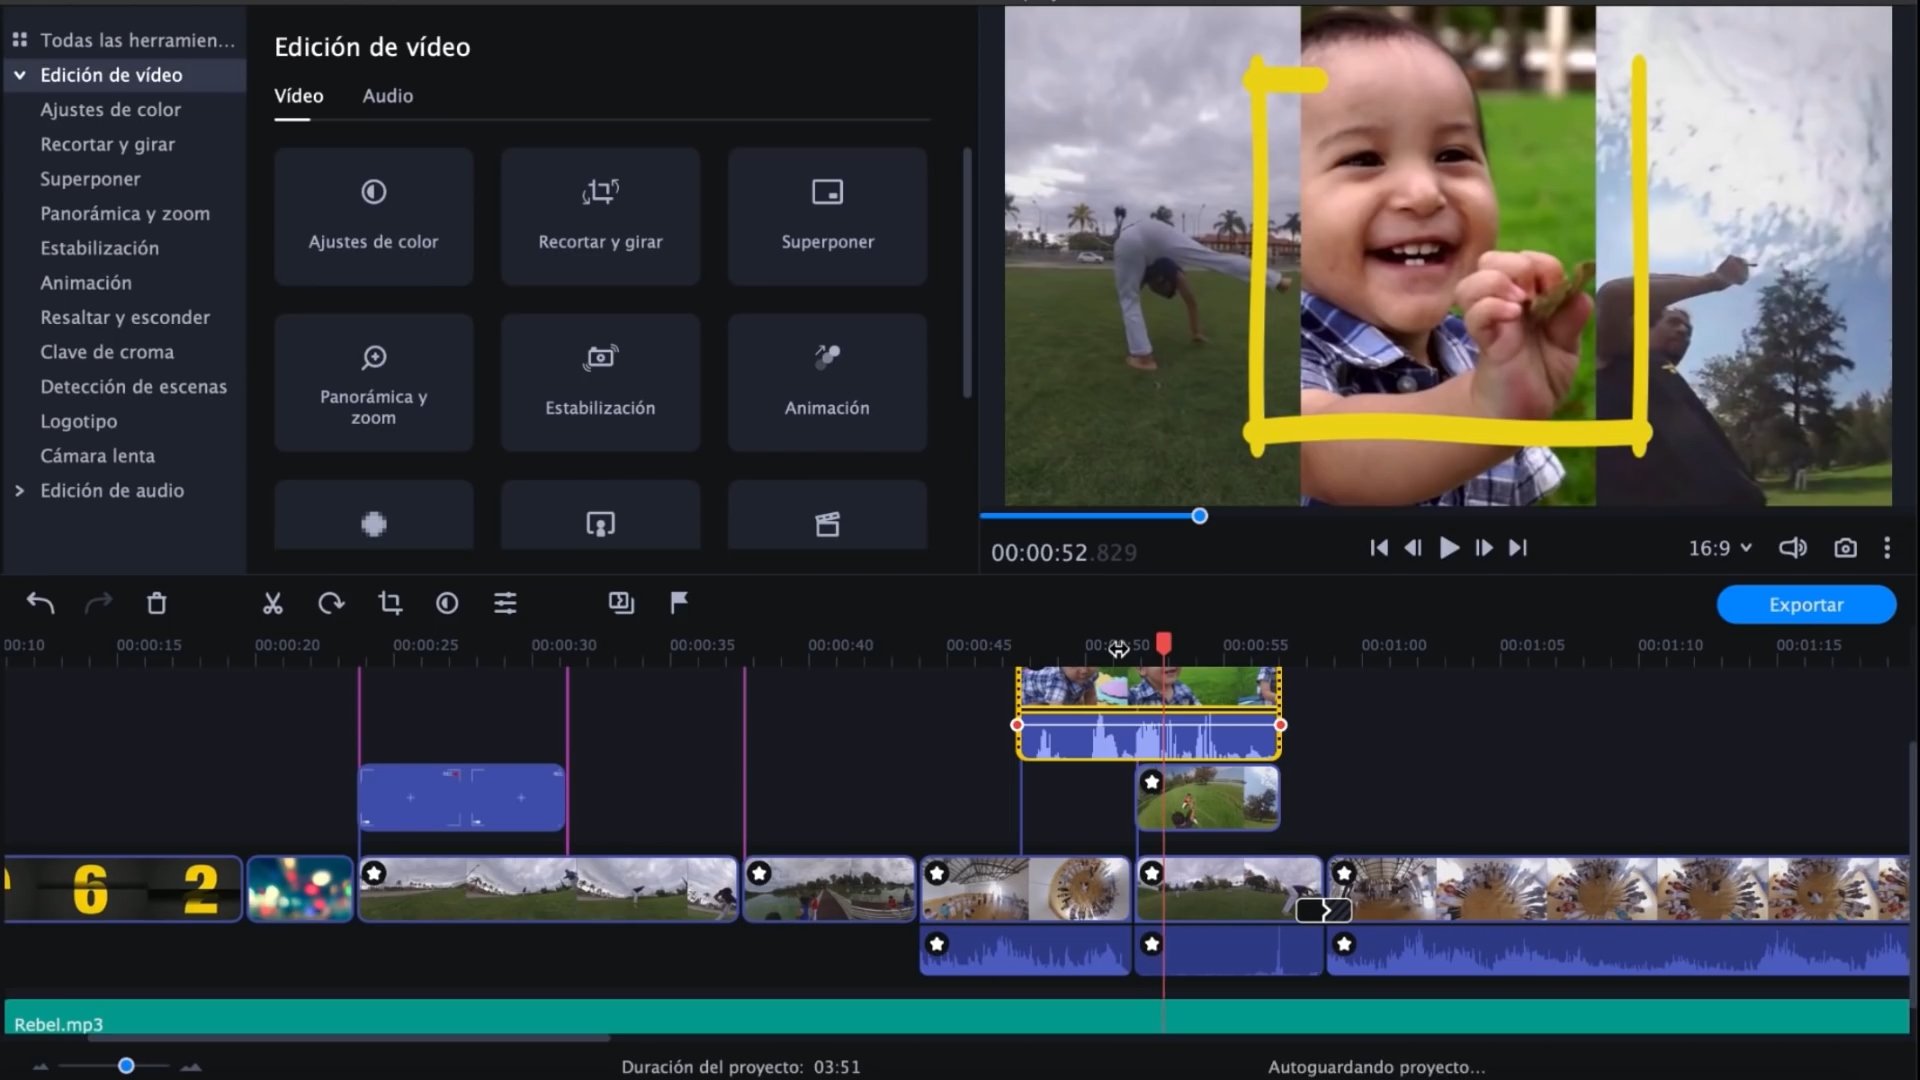 Todas las herramien...
Edición de vídeo
Ajustes de color
Recortar y girar
Superponer
Panorámica y zoom
Estabilización
Animación
Resaltar y esconder
Clave de croma
Detección de escenas
Logotipo
Cámara lenta
Edición de audio
Edición de vídeo
Vídeo Audio
Ajustes de color Recortar y girar Superponer
Panorámica y
zoom
Estabilización Animación
00:00:52.829
16:9
Exportar
00:10 00:00:15 00:00:20 00:00:25 00:00:30 00:00:35 00:00:40 00:00:45 00:00:50 00:00:55 00:01:00 00:01:05 00:01:10 00:01:15
6 2
Rebel.mp3
Duración del proyecto: 03:51
Autoguardando proyecto...